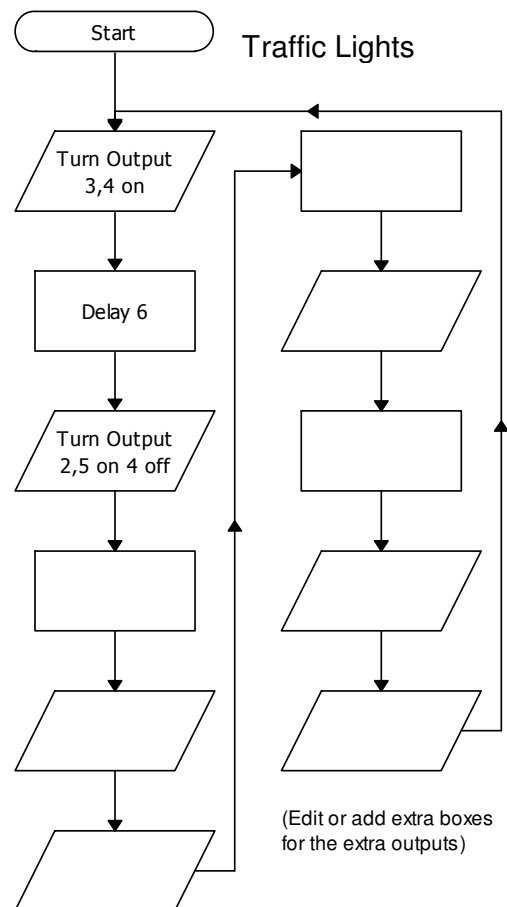 Start
Traffic Lights
Turn Output
3,4 on
Delay 6
Turn Output
2,5 on 4 off
(Edit or add extra boxes
for the extra outputs)